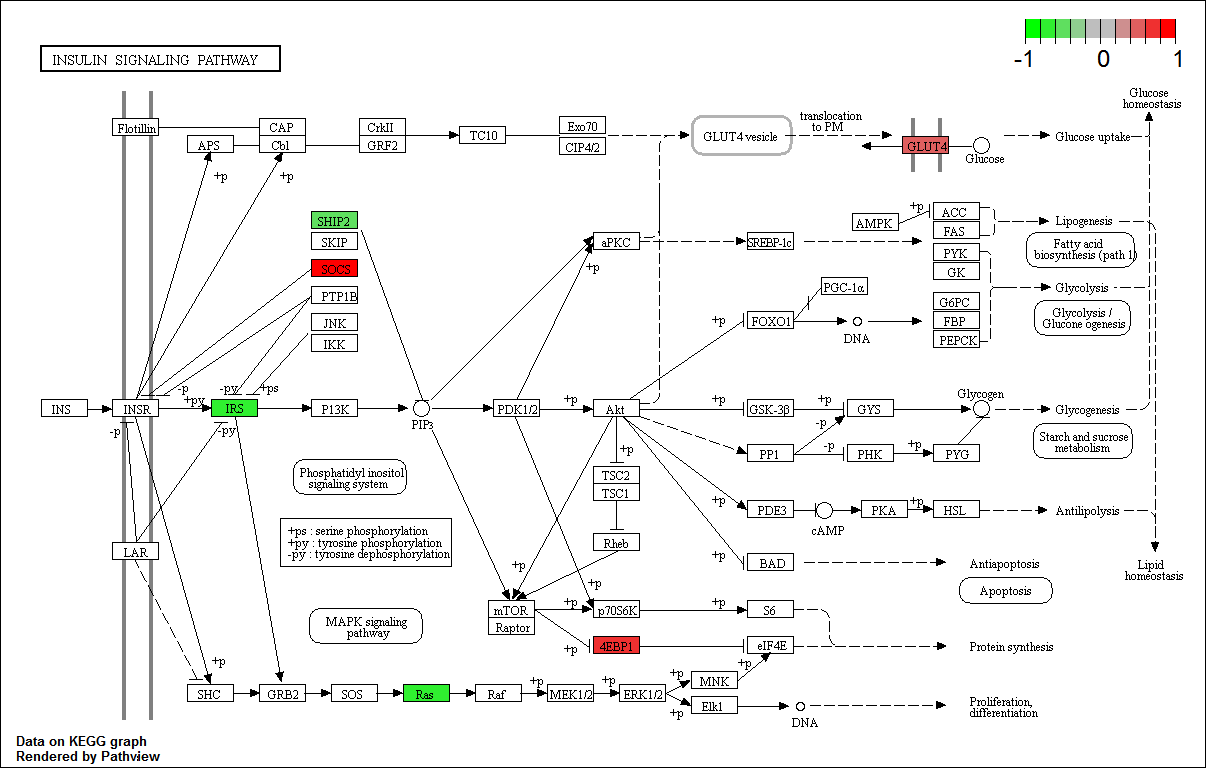 INSULIN SIGNALING PATHWAY
-1 0 1
Glucose
homeostasis
Flotillin
CAP
Cbl
APS
CrkII
GRF2
TC10
Exo70
CIP4/2
GLUT4 vesicle
translocation
to PM
GLUT4
Glucose
Glucose uptake
+p
+p
SHIP2
SKIP
SOCS
PTP1B
JNK
IKK
aPKC
+p
SREBP-1c
AMPK
+p
ACC
FAS
Lipogenesis
Fatty acid
biosynthesis (path 1)
PYK
GK
Glycolysis
PGC-1α
G6PC
FBP
PEPCK
Glycolysis /
Glucone ogenesis
+p
FOXO1
DNA
-p
+py
-py
+ps
INS
INSR
IRS
P13K
PIP3
PDK1/2
+p
Akt
+p
GSK-3β
+p
GYS
Glycogen
Glycogenesis
-p
-py
-p
-p
+p
+p
PP1
PHK
+p
PYG
Starch and sucrose
metabolism
Phosphatidyl inositol
signaling system
TSC2
TSC1
+p
PDE3
cAMP
PKA
+p
HSL
Antilipolysis
+ps : serine phosphorylation
+py : tyrosine phosphorylation
-py : tyrosine dephosphorylation
LAR
Rheb
+p
BAD
Antiapoptosis
Apoptosis
Lipid
homeostasis
+p
+p
mTOR
Raptor
+p
p70S6K
+p
S6
MAPK signaling
pathway
+p
4EBP1
eIF4E
Protein synthesis
+p
SHC
GRB2
SOS
Ras
Raf
+p
MEK1/2
+p
ERK1/2
+p
MNK
+p
+p
Elk1
DNA
Proliferation,
differentiation
Data on KEGG graph
Rendered by Pathview